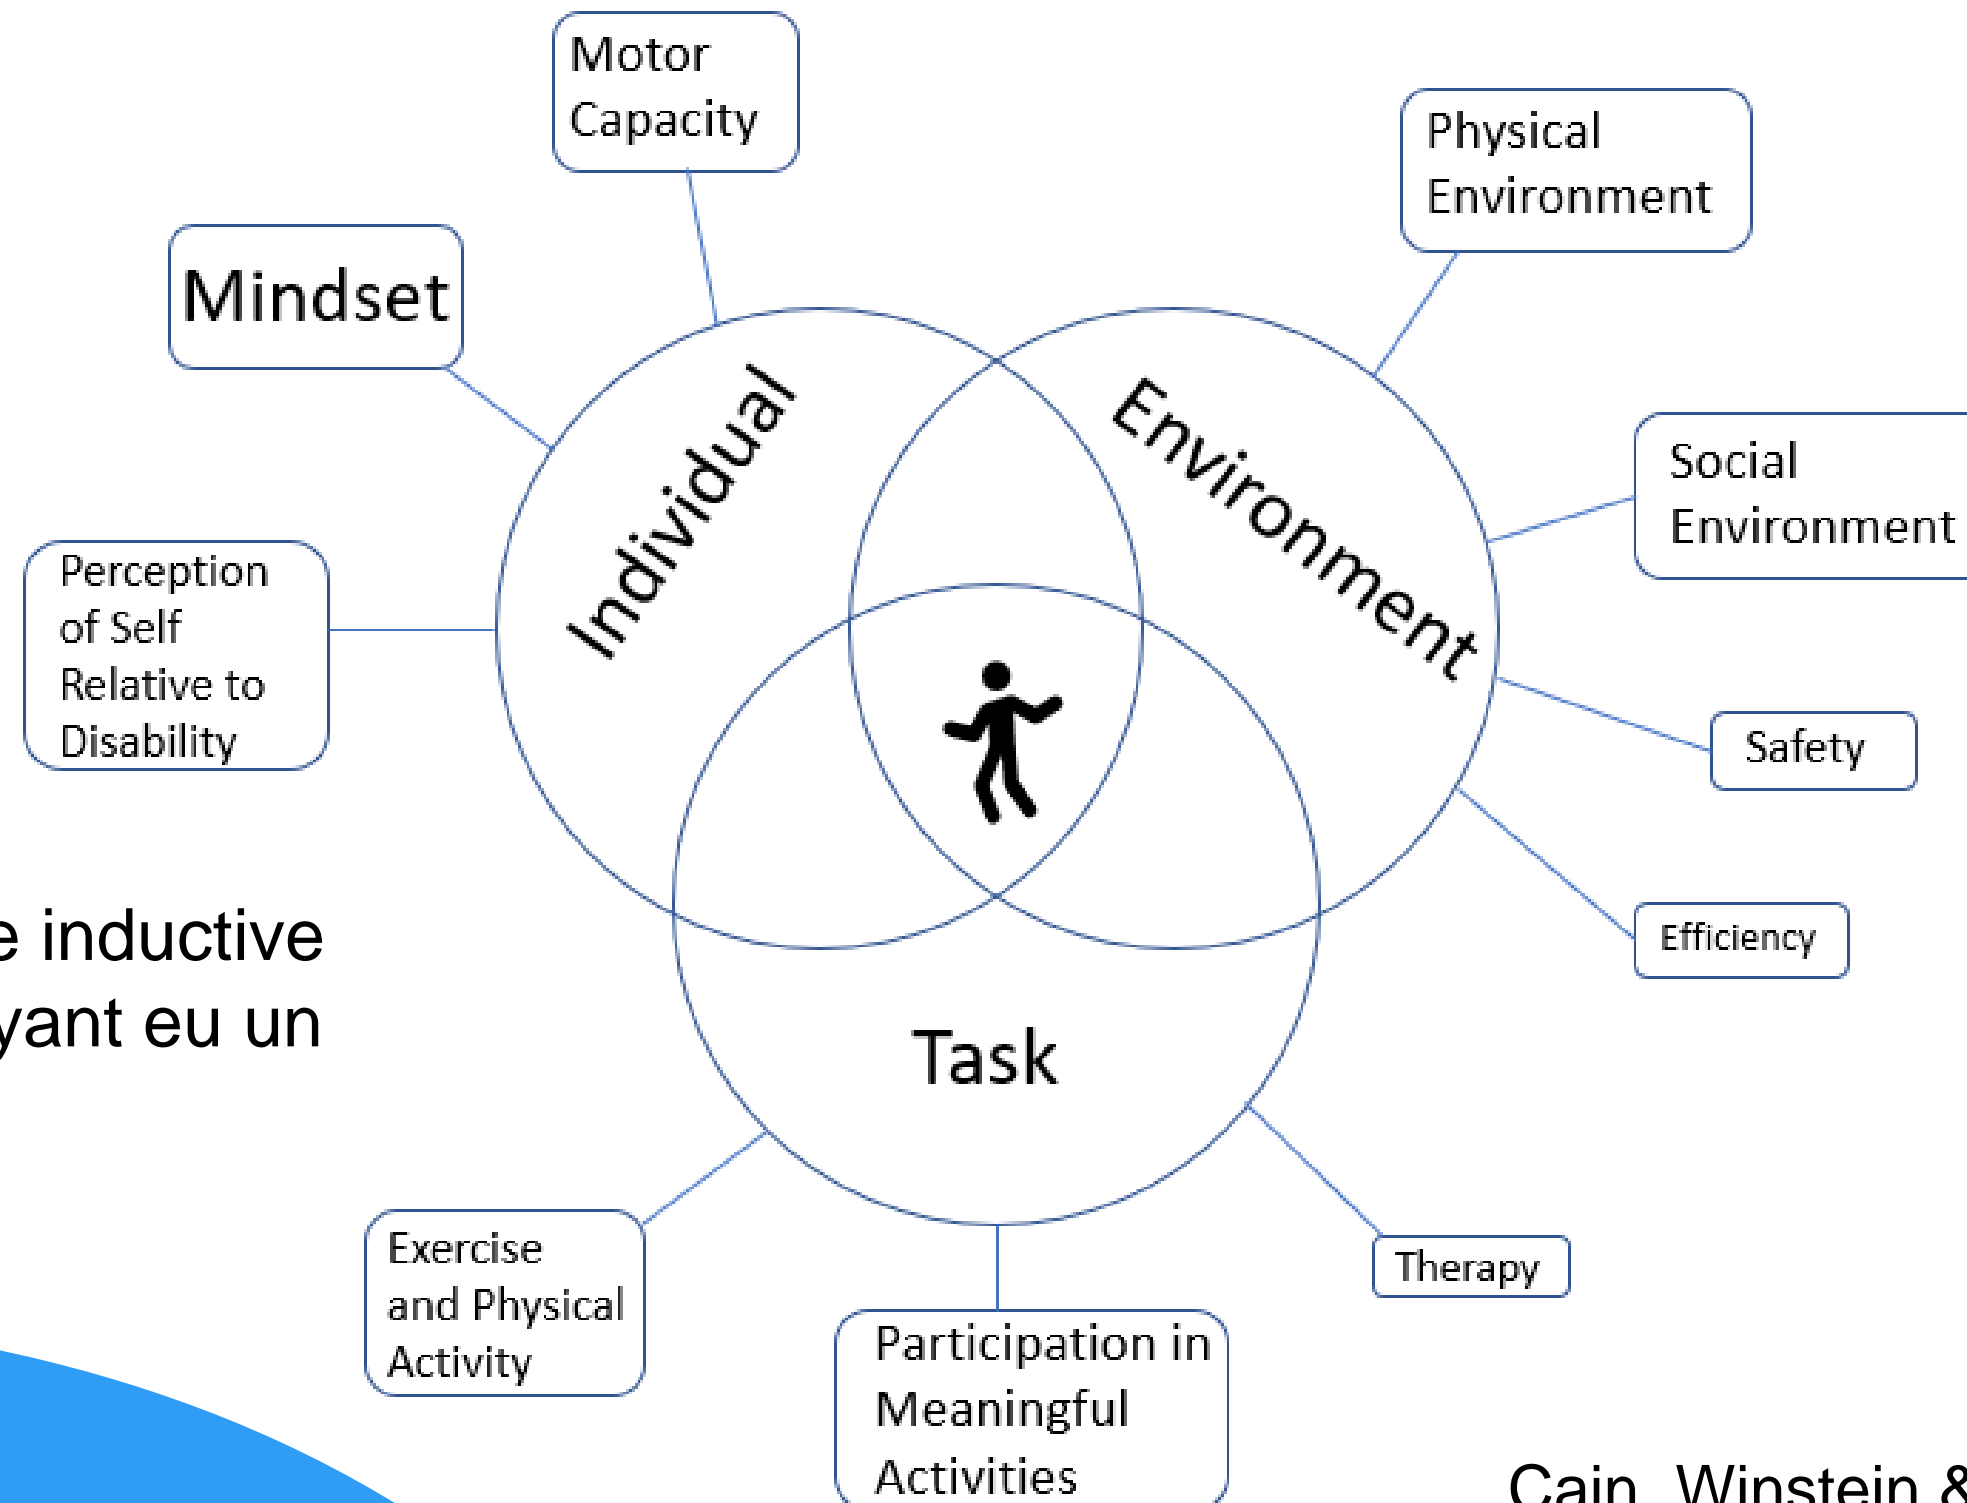 Motor
Capacity
Physical
Environment
Mindset
Individual
Environment
Social
Environment
Perception
of Self
Relative to
Disability
Safety
e inductive
yant eu un
Efficiency
Task
Exercise
and Physical
Activity
Therapy
Participation in
Meaningful
Activities
Cain, Winstein &